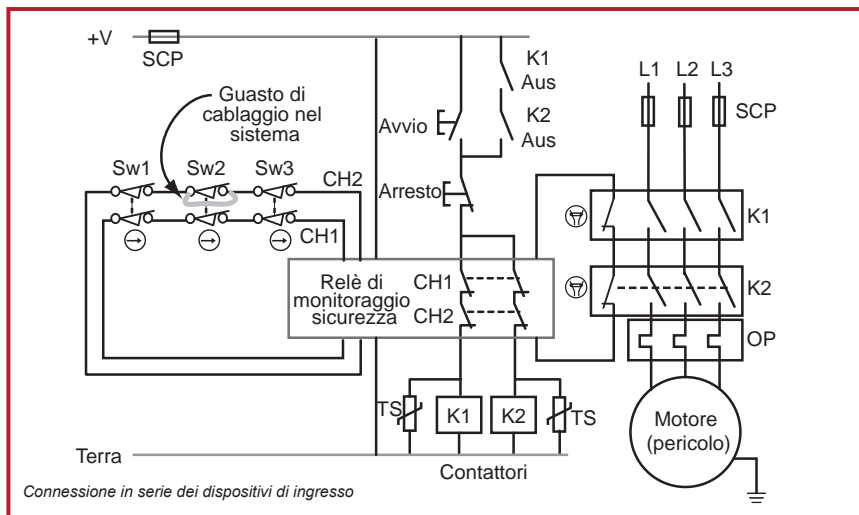 +V
SCP
Guasto di
cablaggio nel
sistema
Sw1
Sw2
Sw3
CH2
CH1
Avvio
Arresto
K1
Aus
K2
Aus
L1
L2
L3
SCP
K1
K2
OP
Relè di
monitoraggio
sicurezza
CH1
CH2
TS
K1
K2
TS
Motore
(pericolo)
Terra
Contattori
Connessione in serie dei dispositivi di ingresso